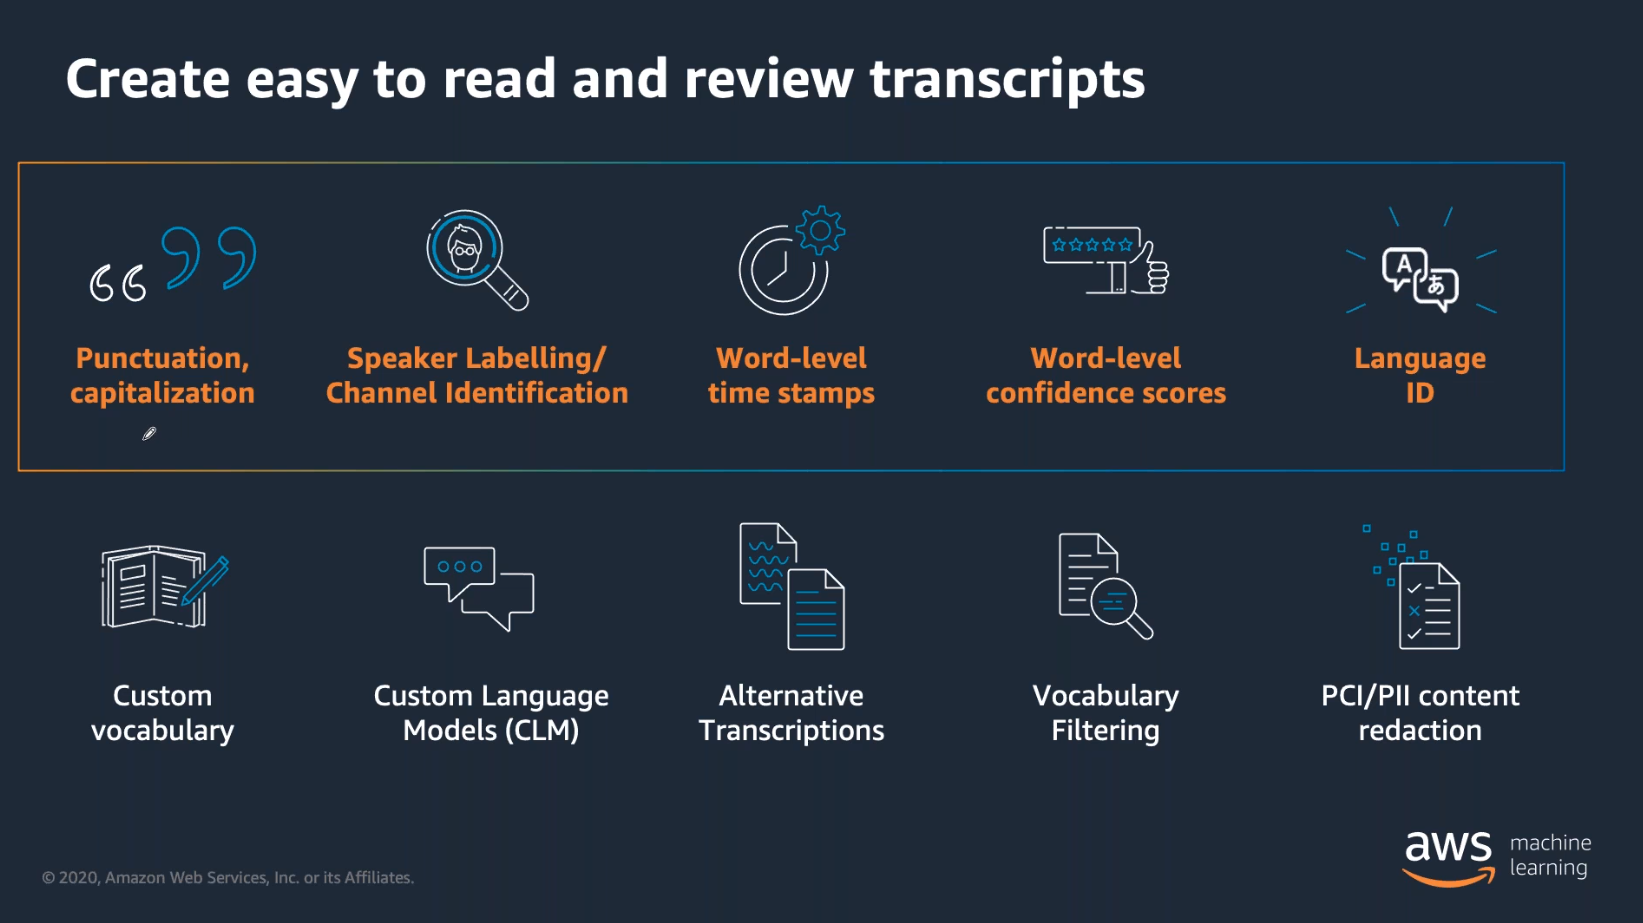 Create easy to read and review transcripts
A
あ
Punctuation,
capitalization
Speaker Labelling/
Channel Identification
Word-level
time stamps
Word-level
confidence scores
Language
ID
Custom
vocabulary
Custom Language
Models (CLM)
Alternative
Transcriptions
Vocabulary
Filtering
PCI/PII content
redaction
© 2020, Amazon Web Services, Inc. or its Affiliates.
aws machine
learning